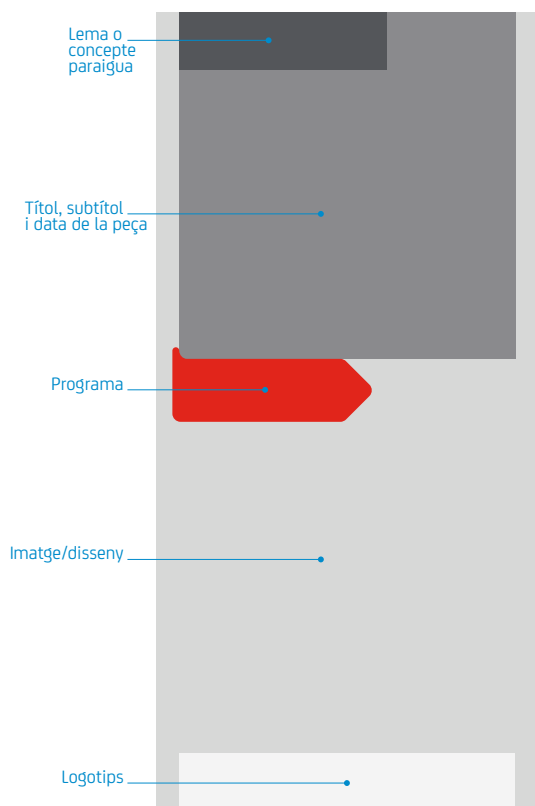 Lema o
concepte
paraigua
Títol, subtítol
i data de la peça
Programa
Imatge/disseny
Logotips